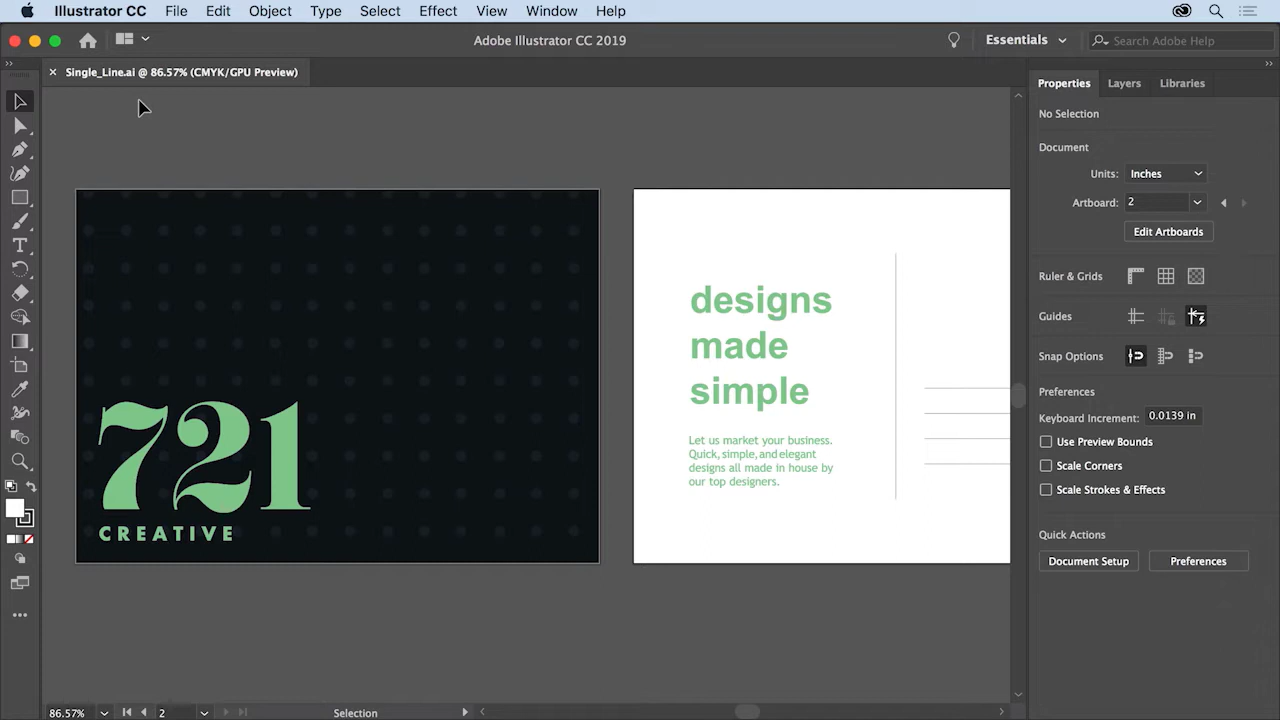 Illustrator CC File Edit Object Type Select Effect View Window Help
Adobe Illustrator CC 2019
Essentials
Search Adobe Help
Single_Line.ai @ 86.57% (CMYK/GPU Preview)
Properties Layers Libraries
No Selection
Document
Units: Inches
Artboard: 2
Edit Artboards
Ruler & Grids
Guides
Snap Options
Preferences
Keyboard Increment: 0.0139 in
Use Preview Bounds
Scale Corners
Scale Strokes & Effects
Quick Actions
Document Setup Preferences
721
CREATIVE
designs
made
simple
Let us market your business.
Quick, simple, and elegant
designs all made in house by
our top designers.
86.57% 2 Selection